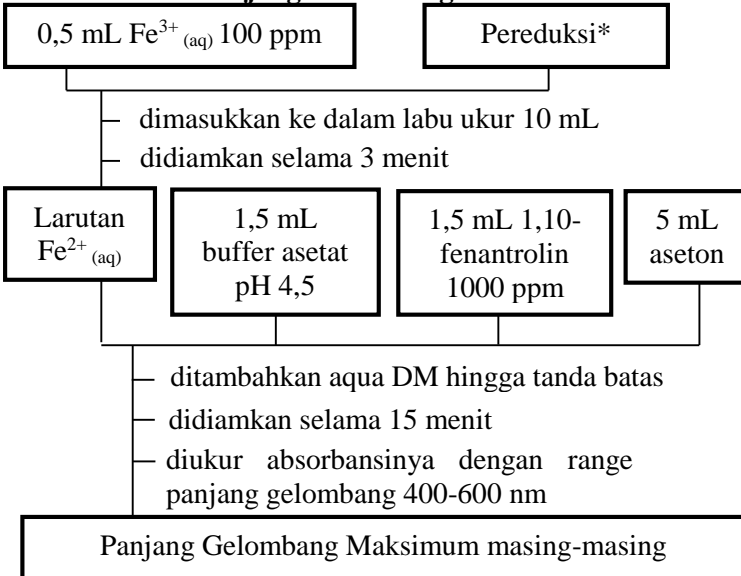 0,5 mL Fe³⁺ (aq) 100 ppm
Pereduksi*
dimasukkan ke dalam labu ukur 10 mL
didiamkan selama 3 menit
Larutan
Fe²⁺ (aq)
1,5 mL
buffer asetat
pH 4,5
1,5 mL 1,10-
fenantrolin
1000 ppm
5 mL
aseton
ditambahkan aqua DM hingga tanda batas
didiamkan selama 15 menit
diukur absorbansinya dengan range
panjang gelombang 400-600 nm
Panjang Gelombang Maksimum masing-masing